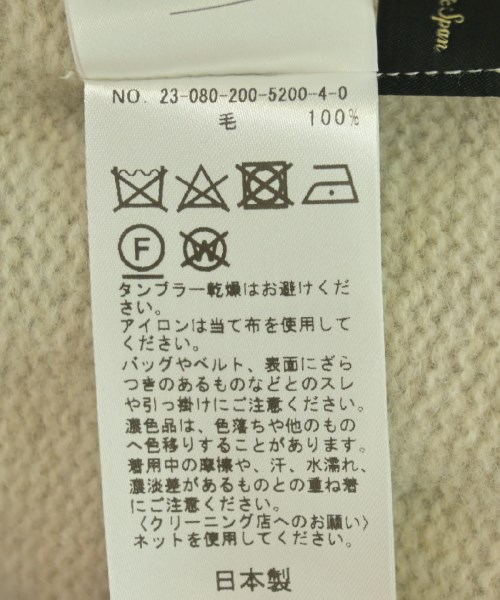 & Span
NO. 23-080-200-5200-4-0
毛 100%
F W
タンブラー乾燥はお避けくだ
さい。
アイロンは当て布を使用して
ください。
バッグやベルト、表面にざら
つきのあるものなどとのスレ
や引っ掛けにご注意ください。
濃色品は、色落ちや他のもの
へ色移りすることがあります。
着用中の摩擦や、汗、水濡れ、
濃淡差があるものとの重ね着
にご注意ください。
〈クリーニング店へのお願い〉
ネットを使用してください。
日本製